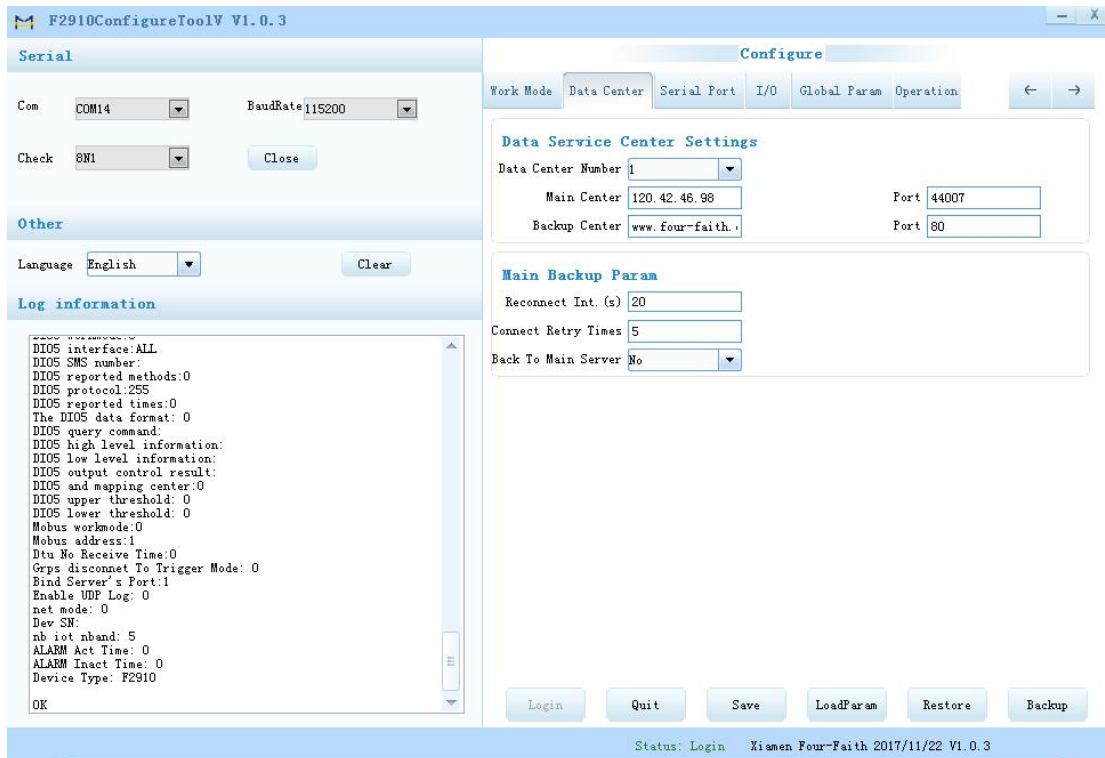 F2910ConfigureToolV V1.0.3
Serial
Com COM14 BaudRate 115200
Check 8N1 Close
Other
Language English Clear
Log information
DIO5 interface:ALL
DIO5 SMS number:
DIO5 reported methods:0
DIO5 protocol:255
DIO5 reported times:0
The DIO5 data format: 0
DIO5 query command:
DIO5 high level information:
DIO5 low level information:
DIO5 output control result:
DIO5 and mapping center:0
DIO5 upper threshold: 0
DIO5 lower threshold: 0
Mobus workmode:0
Mobus address:1
Dtu No Receive Time:0
Grps disconnet To Trigger Mode: 0
Bind Server's Port:1
Enable UDP Log: 0
net mode: 0
Dev SN:
nb iot nband: 5
ALARM Act Time: 0
ALARM Inact Time: 0
Device Type: F2910
OK
Configure
Work Mode Data Center Serial Port I/O Global Param Operation
Data Service Center Settings
Data Center Number 1
Main Center 120.42.46.98 Port 44007
Backup Center www.four-faith. Port 80
Main Backup Param
Reconnect Int. (s) 20
Connect Retry Times 5
Back To Main Server No
Login Quit Save LoadParam Restore Backup
Status: Login Xiamen Four-Faith 2017/11/22 V1.0.3